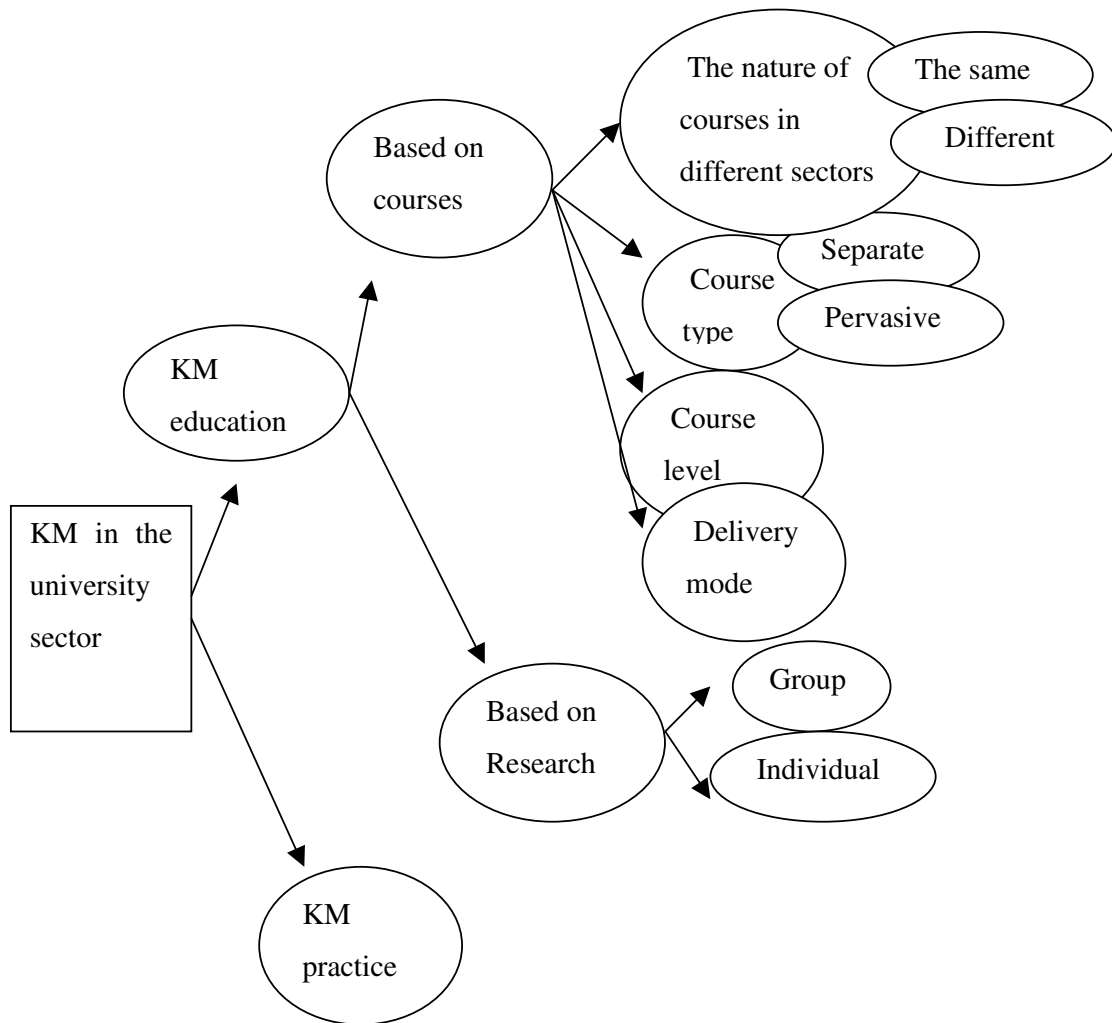 The nature of
courses in
different sectors
The same
Different
Based on
courses
Separate
Pervasive
Course
type
KM
education
Course
level
KM in the
university
sector
Delivery
mode
Based on
Research
Group
Individual
KM
practice